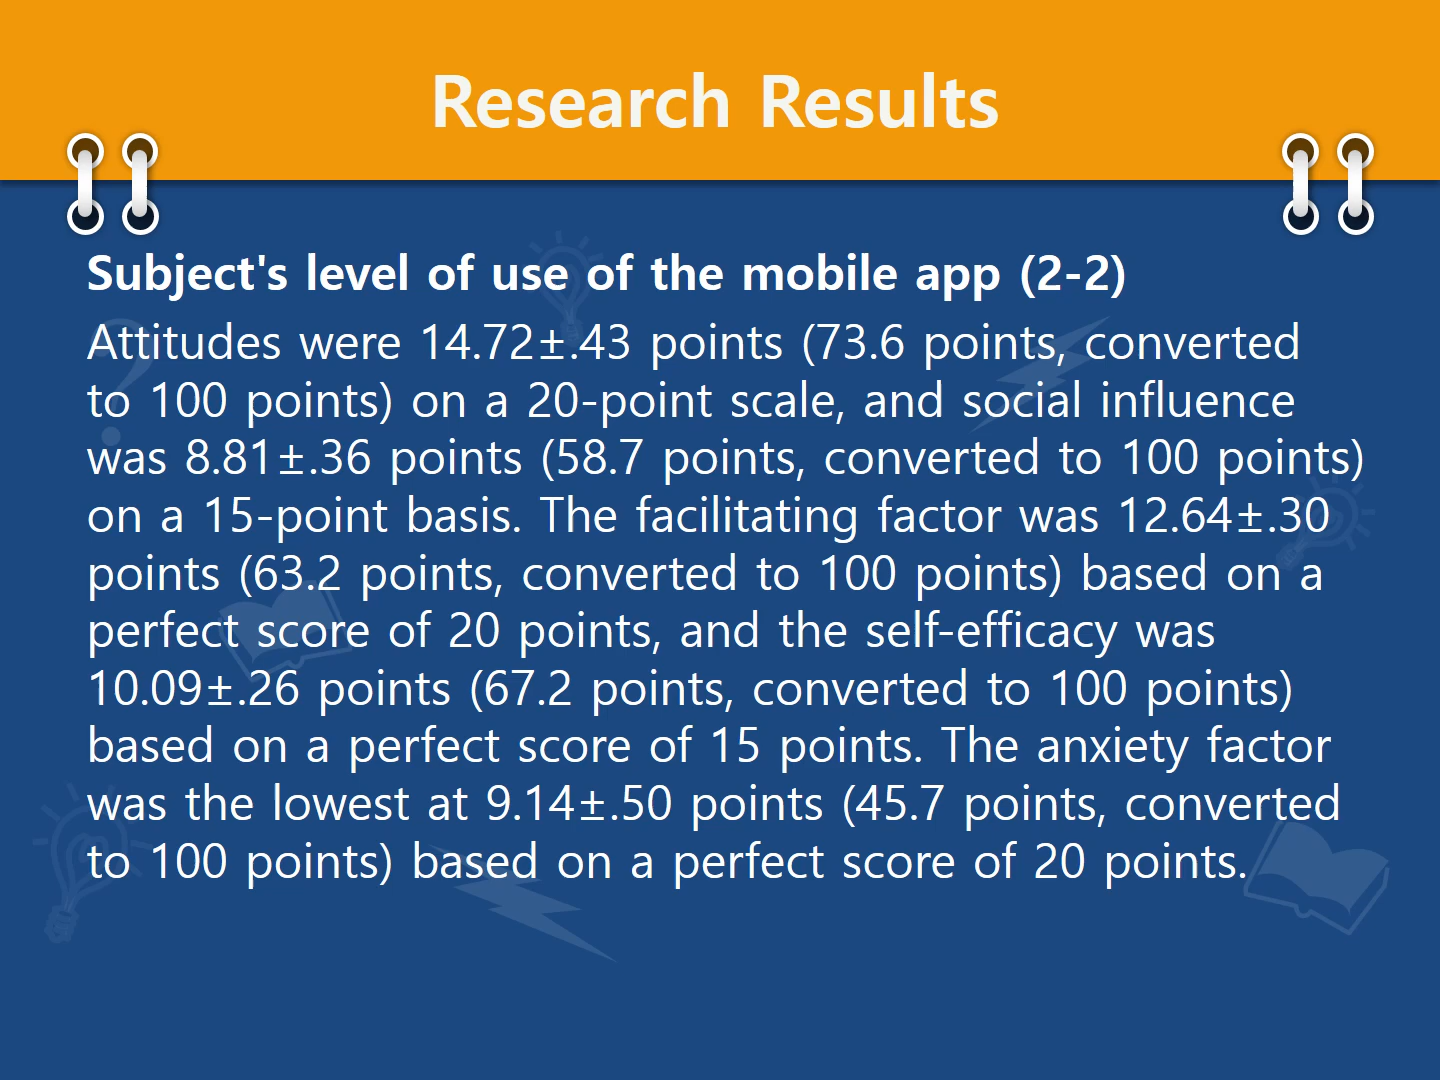 Research Results
Subject's level of use of the mobile app (2-2)
Attitudes were 14.72±.43 points (73.6 points, converted
to 100 points) on a 20-point scale, and social influence
was 8.81±.36 points (58.7 points, converted to 100 points)
on a 15-point basis. The facilitating factor was 12.64±.30
points (63.2 points, converted to 100 points) based on a
perfect score of 20 points, and the self-efficacy was
10.09±.26 points (67.2 points, converted to 100 points)
based on a perfect score of 15 points. The anxiety factor
was the lowest at 9.14±.50 points (45.7 points, converted
to 100 points) based on a perfect score of 20 points.